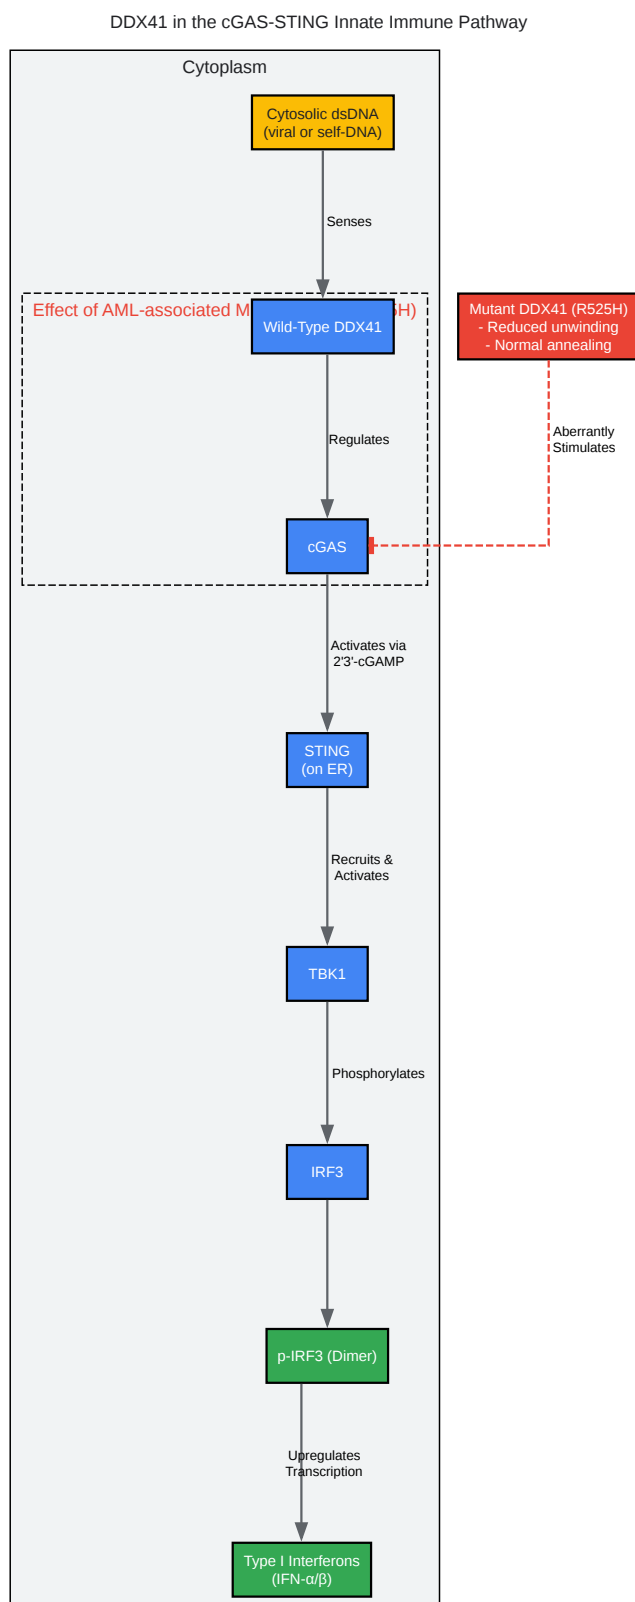 DDX41 in the cGAS-STING Innate Immune Pathway
Cytoplasm
Cytosolic dsDNA
(viral or self-DNA)
Senses
Effect of AML-associated
H)
Wild-Type DDX41
Mutant DDX41 (R525H)
- Reduced unwinding
- Normal annealing
Regulates
Aberrantly
Stimulates
cGAS
Activates via
2'3'-cGAMP
STING
(on ER)
Recruits &
Activates
TBK1
Phosphorylates
IRF3
p-IRF3 (Dimer)
Upregulates
Transcription
Type I Interferons
(IFN-α/β)